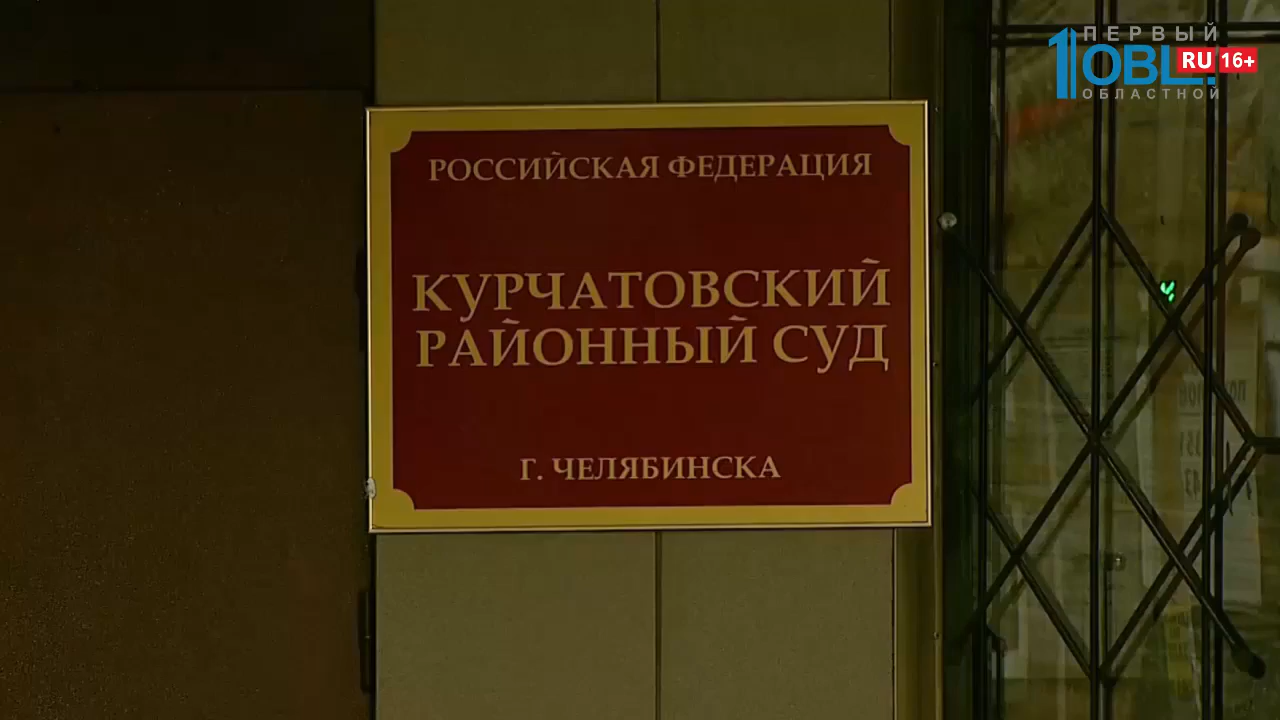 ПЕРВЫЙ
1OBL.RU 16+
ОБЛАСТНОЙ
РОССИЙСКАЯ ФЕДЕРАЦИЯ
КУРЧАТОВСКИЙ
РАЙОННЫЙ СУД
Г. ЧЕЛЯБИНСКА